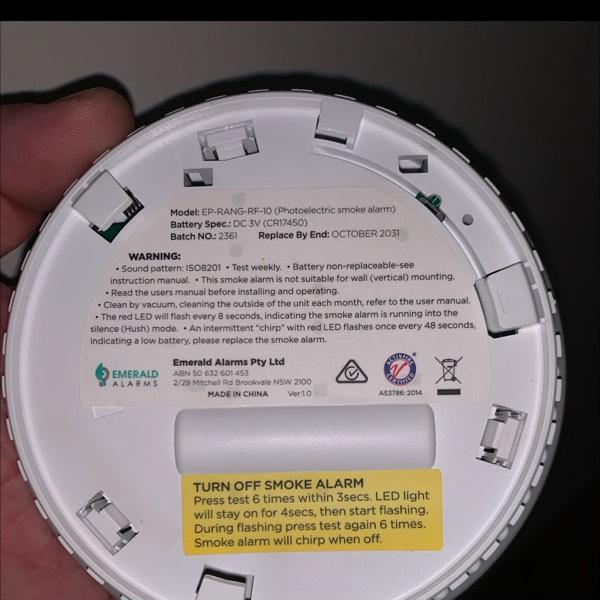 Model: EP-RANG-RF-10 (Photoelectric smoke alarm)
Battery Spec.: DC 3V (CR17450)
Batch NO.: 2361 Replace By End: OCTOBER 2031
WARNING:
• Sound pattern: ISO8201 • Test weekly. • Battery non-replaceable-see
instruction manual. • This smoke alarm is not suitable for wall (vertical) mounting.
• Read the users manual before installing and operating.
• Clean by vacuum, cleaning the outside of the unit each month, refer to the user manual.
• The red LED will flash every 8 seconds, indicating the smoke alarm is running into the
silence (Hush) mode. • An intermittent "chirp" with red LED flashes once every 48 seconds,
indicating a low battery, please replace the smoke alarm.
EMERALD
ALARMS
Emerald Alarms Pty Ltd
ABN 50 632 601 453
2/29 Mitchell Rd Brookvale NSW 2100
MADE IN CHINA Ver:1.0
ACTIVFIRE
CERTIFIED
AS3786:2014
TURN OFF SMOKE ALARM
Press test 6 times within 3secs. LED light
will stay on for 4secs, then start flashing.
During flashing press test again 6 times.
Smoke alarm will chirp when off.